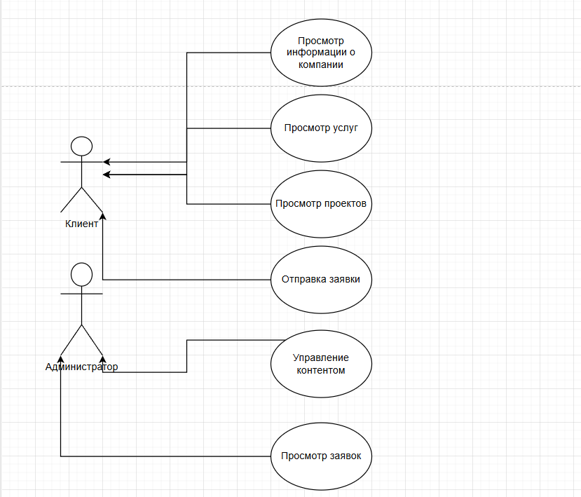 Просмотр
информации о
компании
Просмотр услуг
Просмотр проектов
Клиент
Отправка заявки
Администратор
Управление
контентом
Просмотр заявок